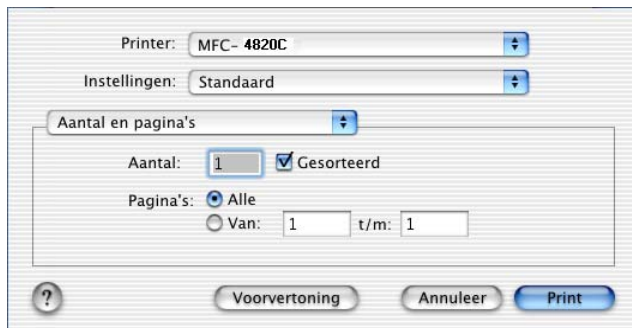 Printer: MFC- 4820C
Instellingen: Standaard
Aantal en pagina's
Aantal: 1 Gesorteerd
Pagina's: Alle
Van: 1 t/m: 1
? Voorvertoning Annuleer Print